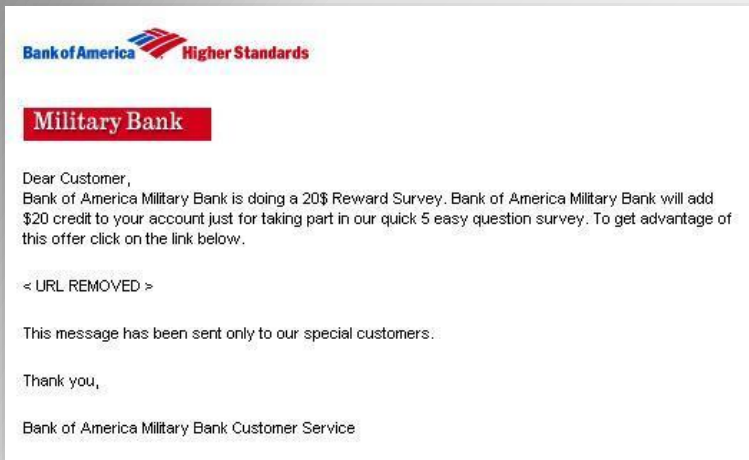 Bank of America Higher Standards
Military Bank
Dear Customer,
Bank of America Military Bank is doing a 20$ Reward Survey. Bank of America Military Bank will add
$20 credit to your account just for taking part in our quick 5 easy question survey. To get advantage of
this offer click on the link below.
< URL REMOVED >
This message has been sent only to our special customers.
Thank you,
Bank of America Military Bank Customer Service